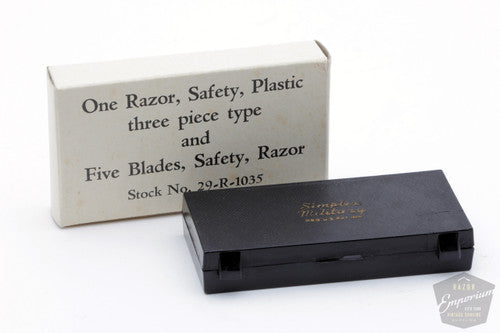 One Razor, Safety, Plastic
three piece type
and
Five Blades, Safety, Razor
Stock No. 29-R-1035
Simplex
Military
RAZOR
Emporium